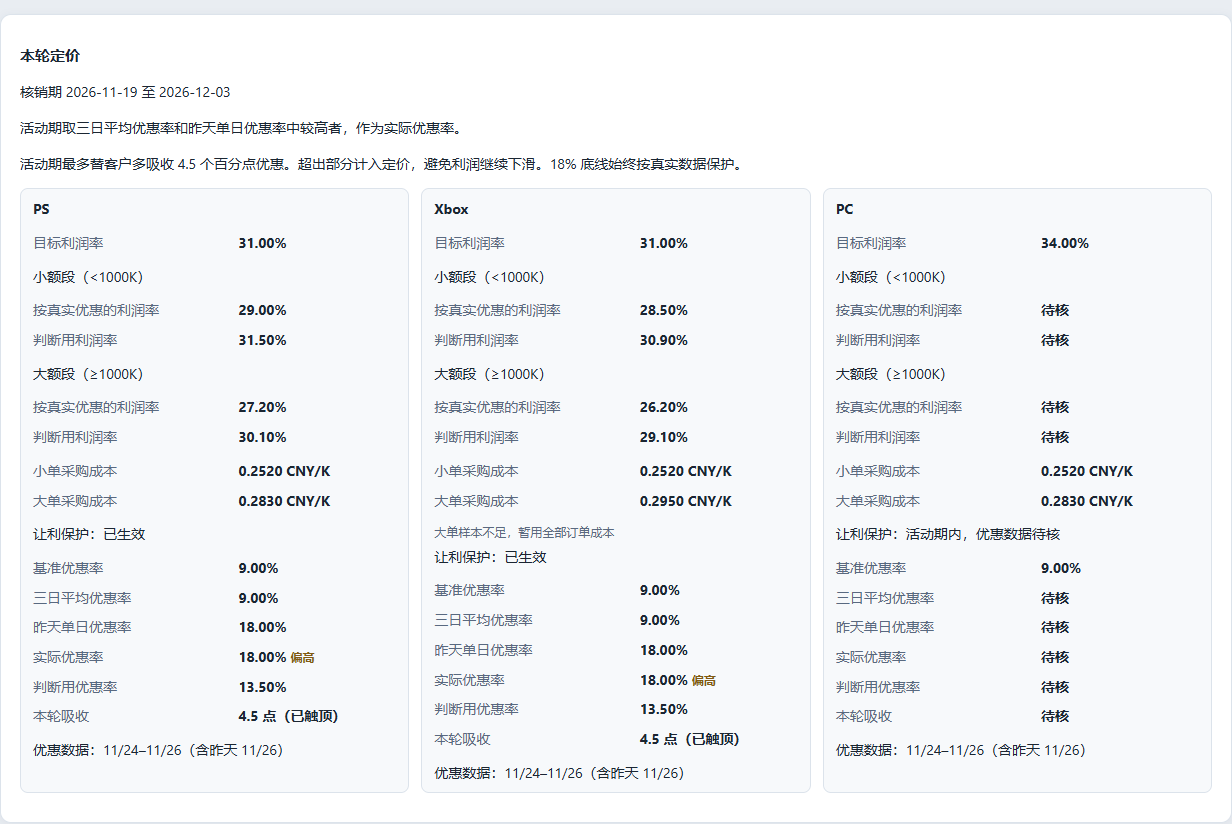 本轮定价
核销期 2026-11-19 至 2026-12-03
活动期取三日平均优惠率和昨天单日优惠率中较高者，作为实际优惠率。
活动期最多替客户多吸收 4.5 个百分点优惠。超出部分计入定价，避免利润继续下滑。18% 底线始终按真实数据保护。
PS
目标利润率 31.00%
小额段（<1000K）
按真实优惠的利润率 29.00%
判断用利润率 31.50%
大额段（≥1000K）
按真实优惠的利润率 27.20%
判断用利润率 30.10%
小单采购成本 0.2520 CNY/K
大单采购成本 0.2830 CNY/K
让利保护：已生效
基准优惠率 9.00%
三日平均优惠率 9.00%
昨天单日优惠率 18.00%
实际优惠率 18.00% 偏高
判断用优惠率 13.50%
本轮吸收 4.5 点（已触顶）
优惠数据：11/24–11/26（含昨天 11/26）
Xbox
目标利润率 31.00%
小额段（<1000K）
按真实优惠的利润率 28.50%
判断用利润率 30.90%
大额段（≥1000K）
按真实优惠的利润率 26.20%
判断用利润率 29.10%
小单采购成本 0.2520 CNY/K
大单采购成本 0.2950 CNY/K
大单样本不足，暂用全部订单成本
让利保护：已生效
基准优惠率 9.00%
三日平均优惠率 9.00%
昨天单日优惠率 18.00%
实际优惠率 18.00% 偏高
判断用优惠率 13.50%
本轮吸收 4.5 点（已触顶）
优惠数据：11/24–11/26（含昨天 11/26）
PC
目标利润率 34.00%
小额段（<1000K）
按真实优惠的利润率 待核
判断用利润率 待核
大额段（≥1000K）
按真实优惠的利润率 待核
判断用利润率 待核
小单采购成本 0.2520 CNY/K
大单采购成本 0.2830 CNY/K
让利保护：活动期内，优惠数据待核
基准优惠率 9.00%
三日平均优惠率 待核
昨天单日优惠率 待核
实际优惠率 待核
判断用优惠率 待核
本轮吸收 待核
优惠数据：11/24–11/26（含昨天 11/26）